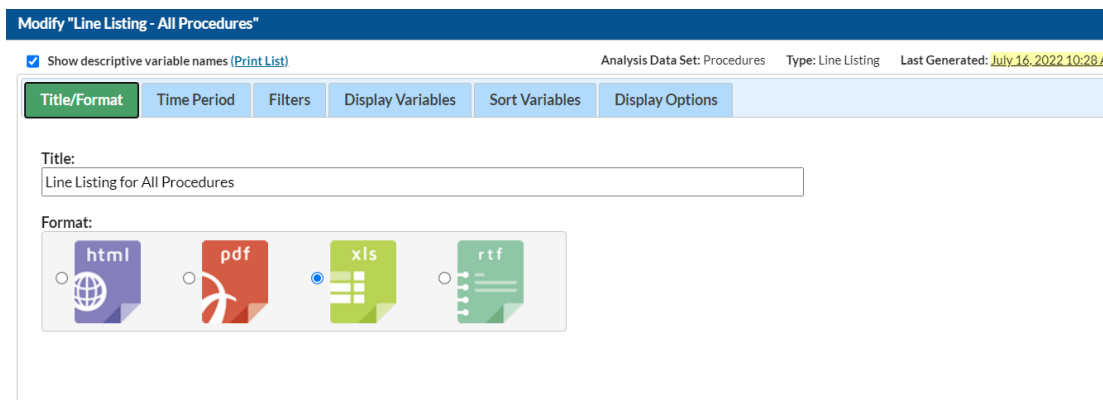 Modify "Line Listing - All Procedures"
Show descriptive variable names (Print List) Analysis Data Set: Procedures Type: Line Listing Last Generated: July 16, 2022 10:28 A
Title/Format Time Period Filters Display Variables Sort Variables Display Options
Title:
Line Listing for All Procedures
Format:
html pdf xls rtf